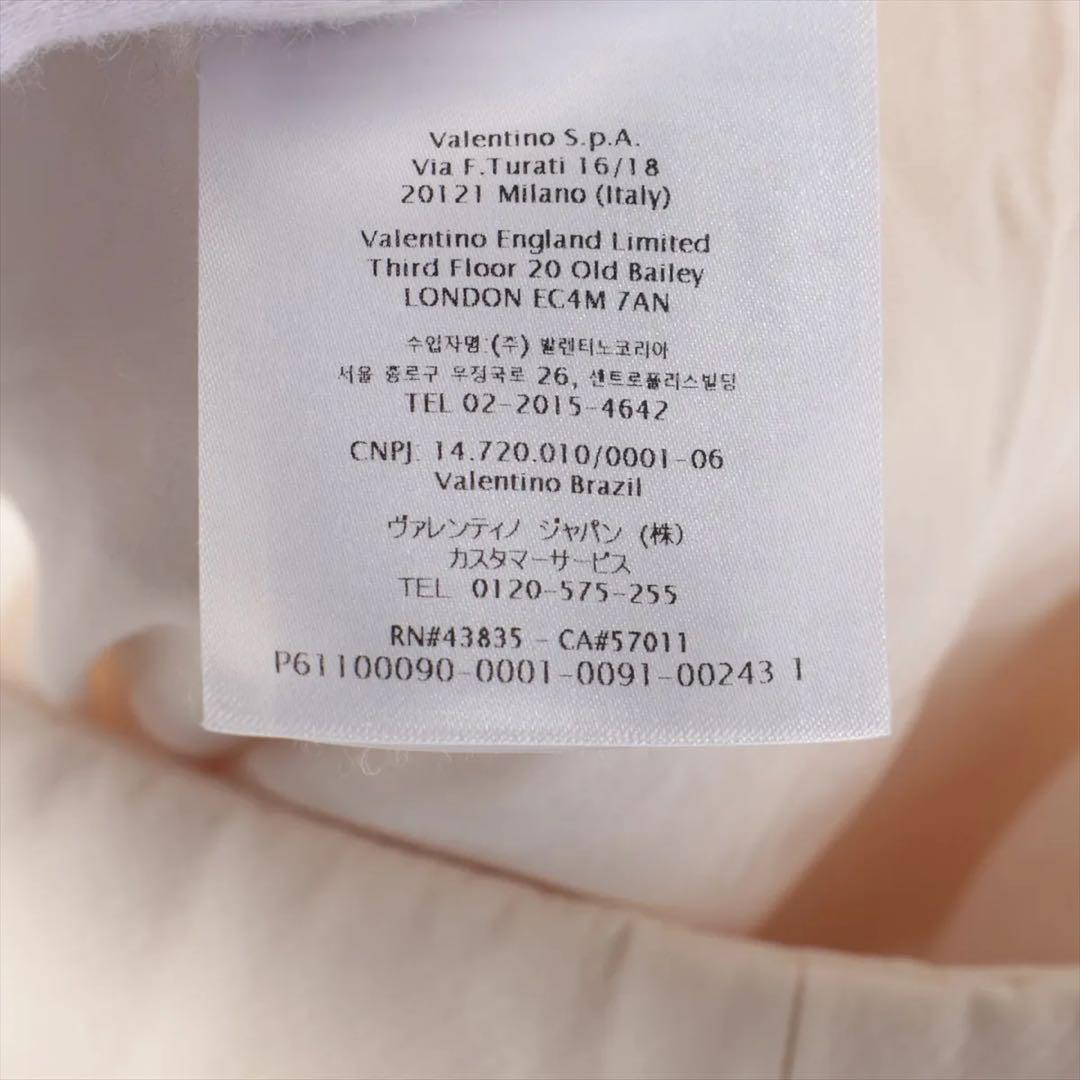 Valentino S.p.A.
Via F.Turati 16/18
20121 Milano (Italy)
Valentino England Limited
Third Floor 20 Old Bailey
LONDON EC4M 7AN
수입자명:(주) 발렌티노코리아
서울 종로구 우정국로 26, 센트로폴리스빌딩
TEL 02-2015-4642
CNPJ: 14.720.010/0001-06
Valentino Brazil
ヴァレンティノ ジャパン (株)
カスタマーサービス
TEL 0120-575-255
RN#43835 - CA#57011
P61100090-0001-0091-00243 1